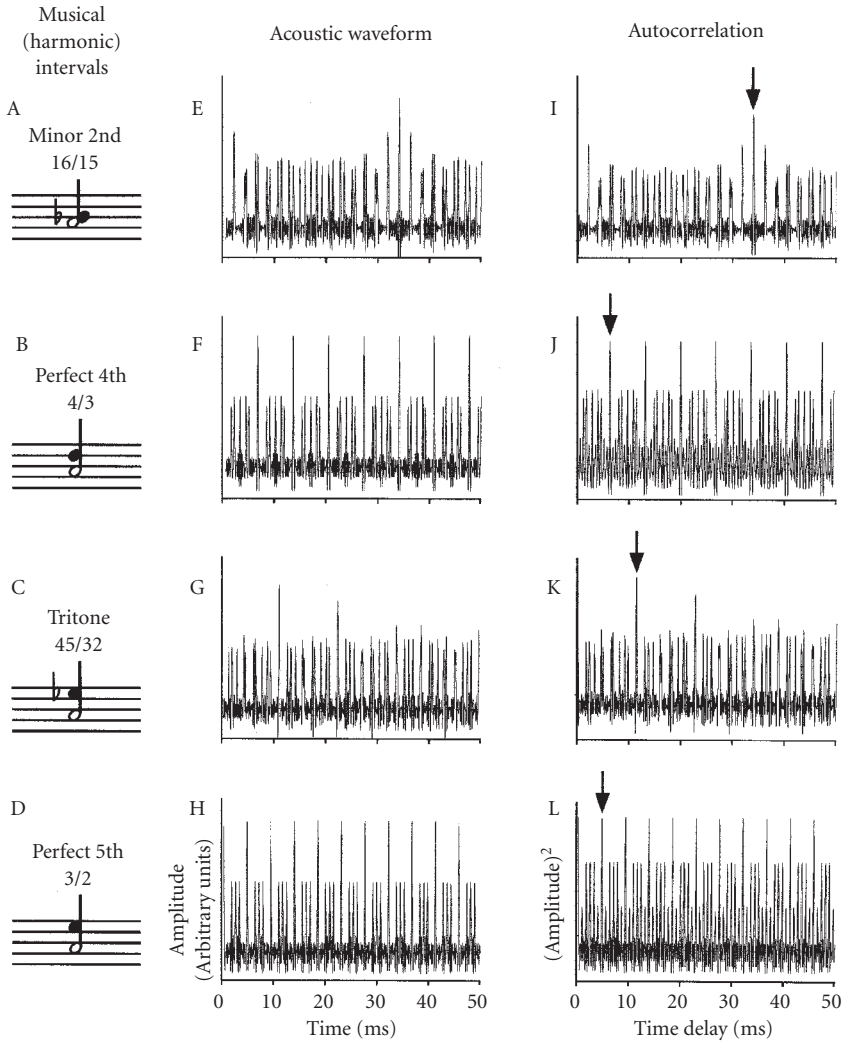 Musical
(harmonic)
intervals
Acoustic waveform
Autocorrelation
A
Minor 2nd
16/15
E
I
B
Perfect 4th
4/3
F
J
C
Tritone
45/32
G
K
D
Perfect 5th
3/2
H
Amplitude
(Arbitrary units)
L
(Amplitude)²
0 10 20 30 40 50
Time (ms)
0 10 20 30 40 50
Time delay (ms)